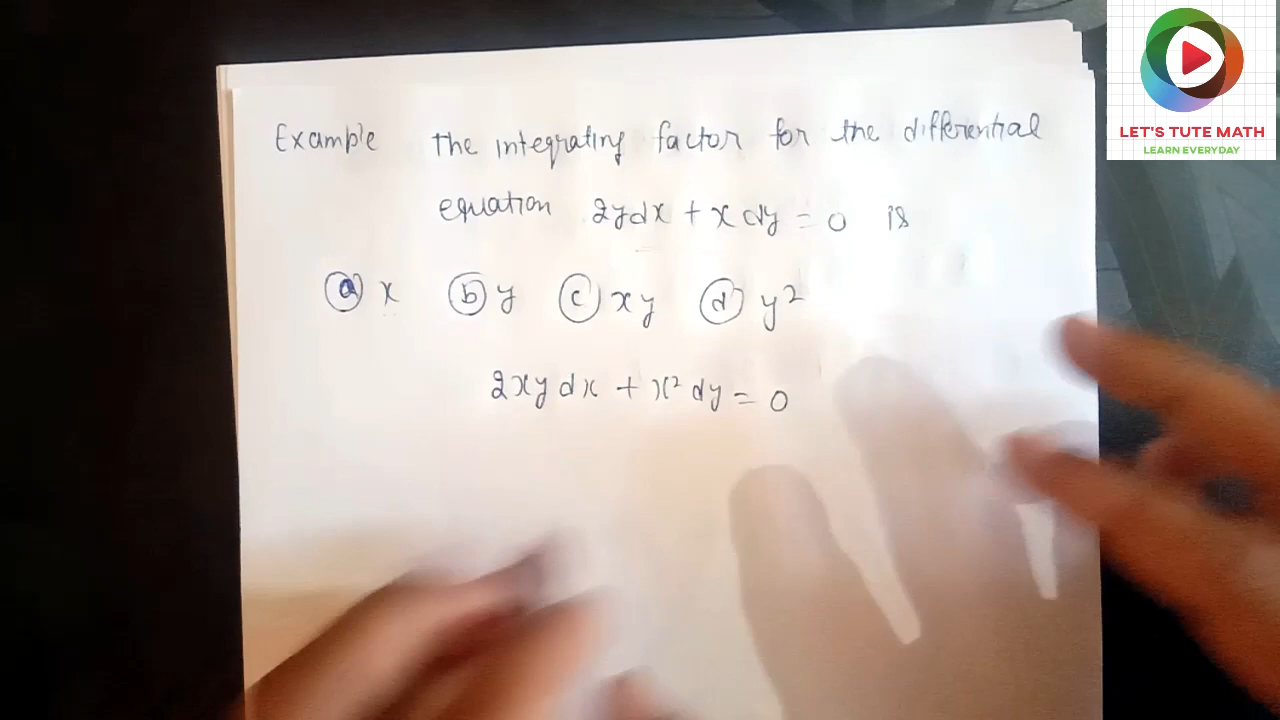 Example The integrating factor for the differential
equation 2ydx + x dy = 0 is
ⓐ x ⓑ y ⓒ xy ⓓ y²
2xy dx + x² dy = 0
LET'S TUTE MATH
LEARN EVERYDAY